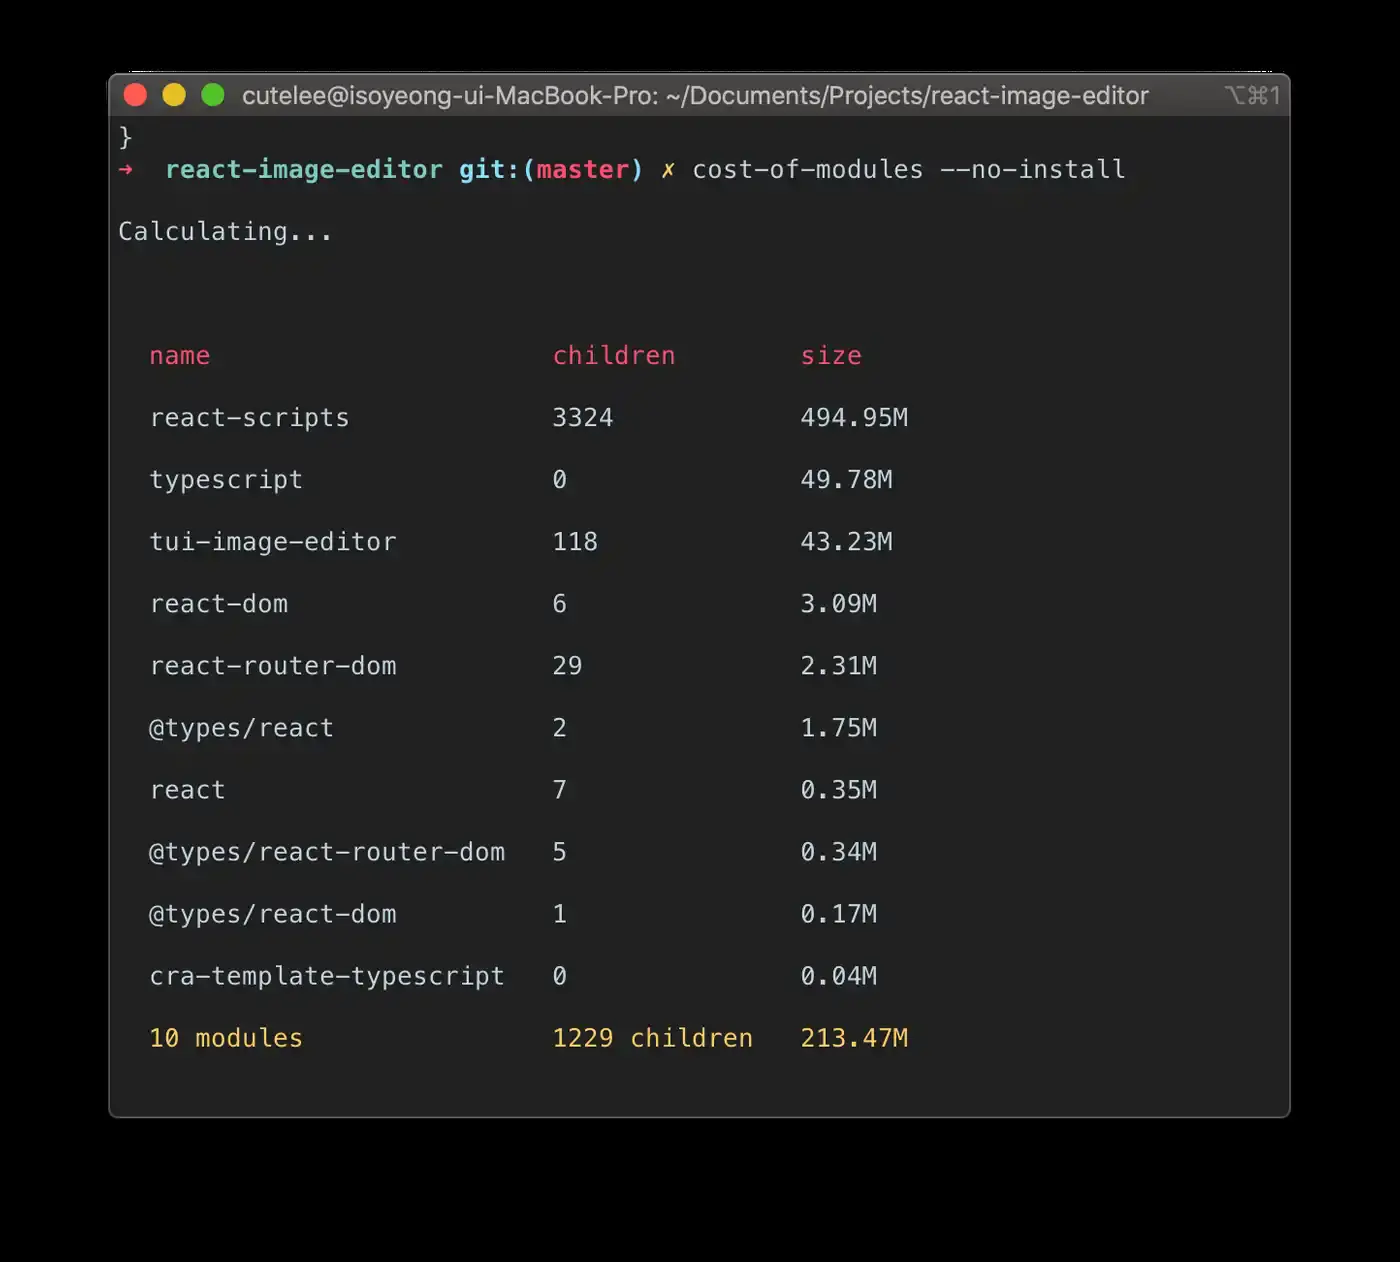 cutelee@isoyeong-ui-MacBook-Pro: ~/Documents/Projects/react-image-editor ⌥⌘1
}
➜ react-image-editor git:(master) ✗ cost-of-modules --no-install
Calculating...
name children size
react-scripts 3324 494.95M
typescript 0 49.78M
tui-image-editor 118 43.23M
react-dom 6 3.09M
react-router-dom 29 2.31M
@types/react 2 1.75M
react 7 0.35M
@types/react-router-dom 5 0.34M
@types/react-dom 1 0.17M
cra-template-typescript 0 0.04M
10 modules 1229 children 213.47M